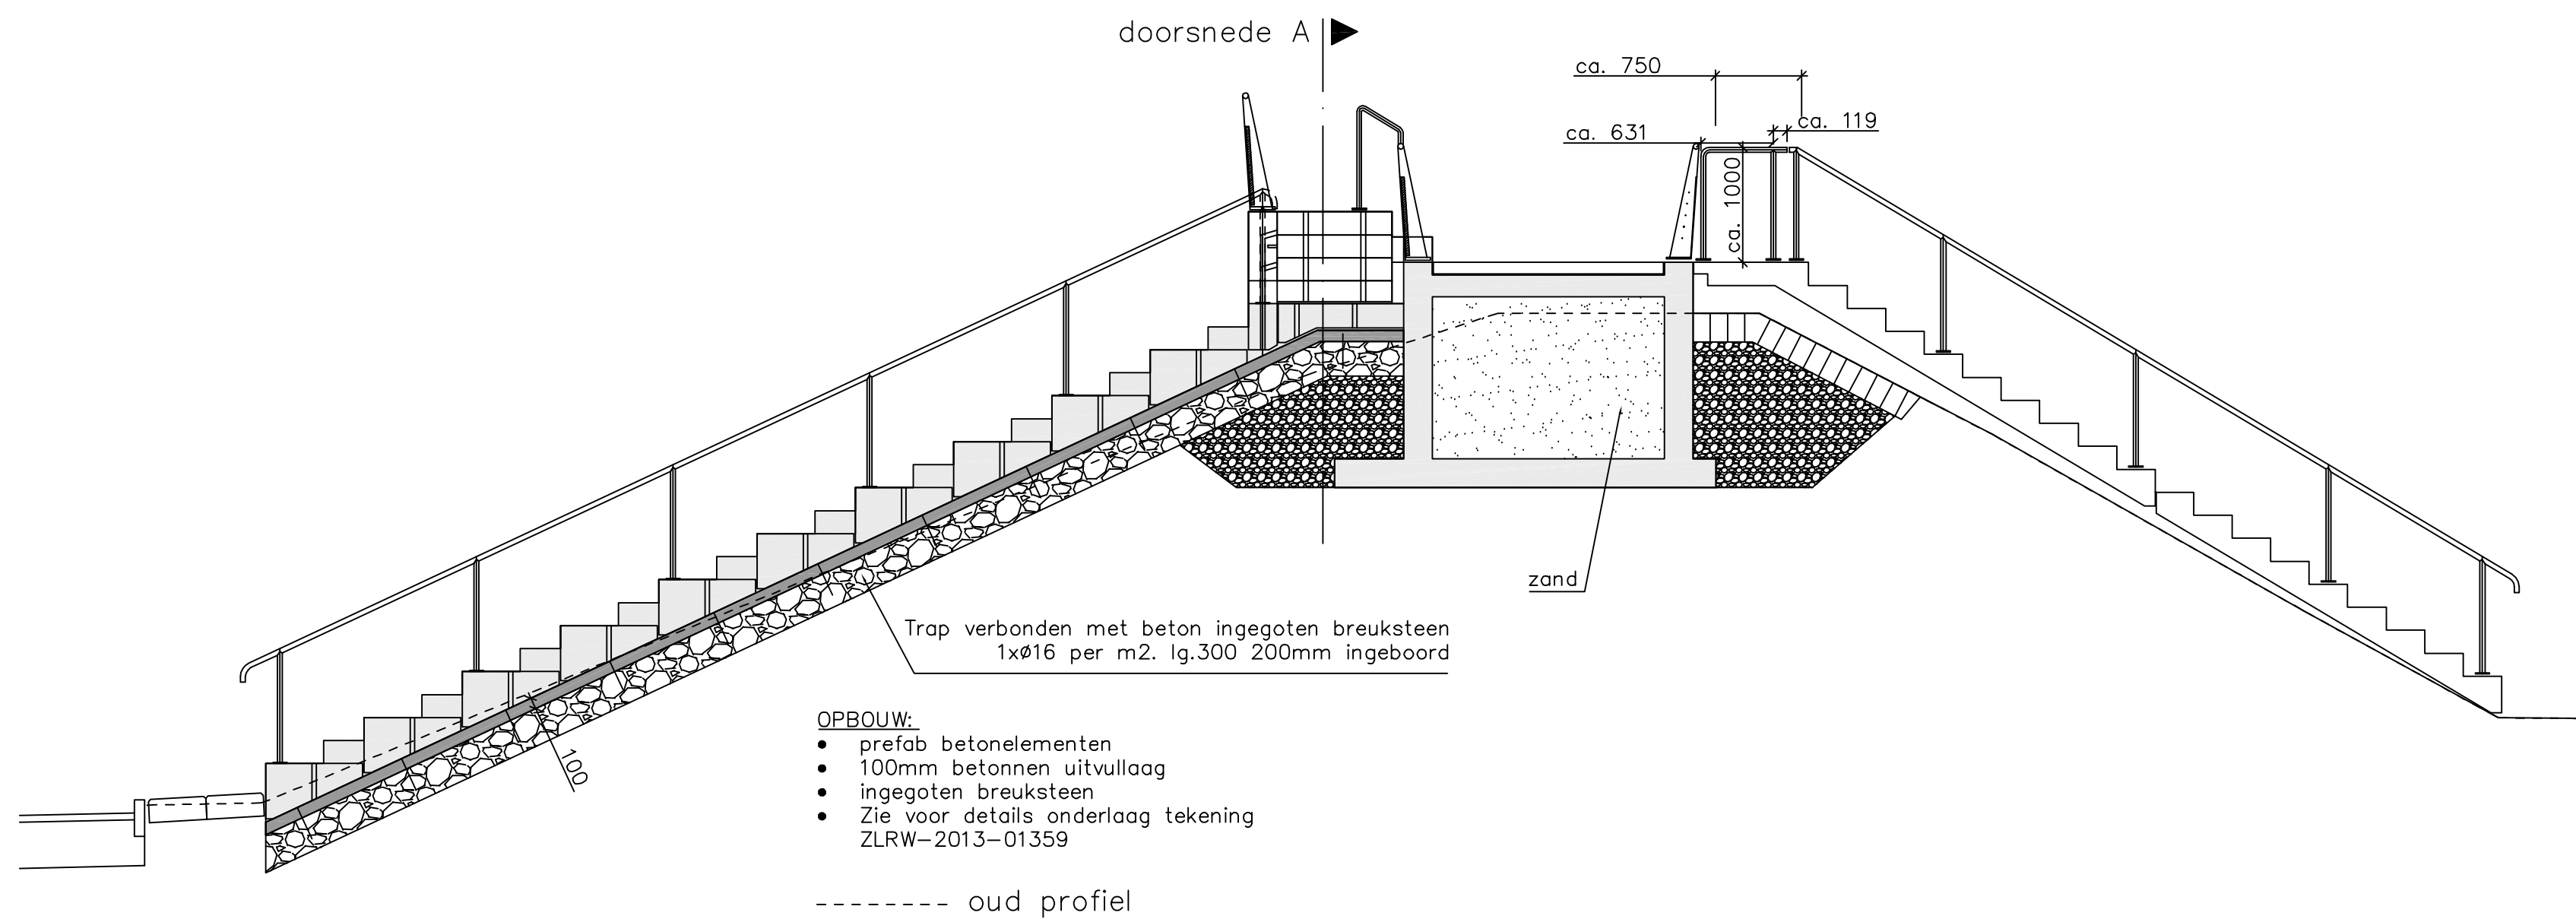 doorsnede A
ca. 750
ca. 119
ca. 631
ca. 1000
zand
Trap verbonden met beton ingegoten breuksteen
1xø16 per m2. lg.300 200mm ingeboord
100
OPBOUW:
• prefab betonelementen
• 100mm betonnen uitvullaag
• ingegoten breuksteen
• Zie voor details onderlaag tekening
ZLRW-2013-01359
-------- oud profiel